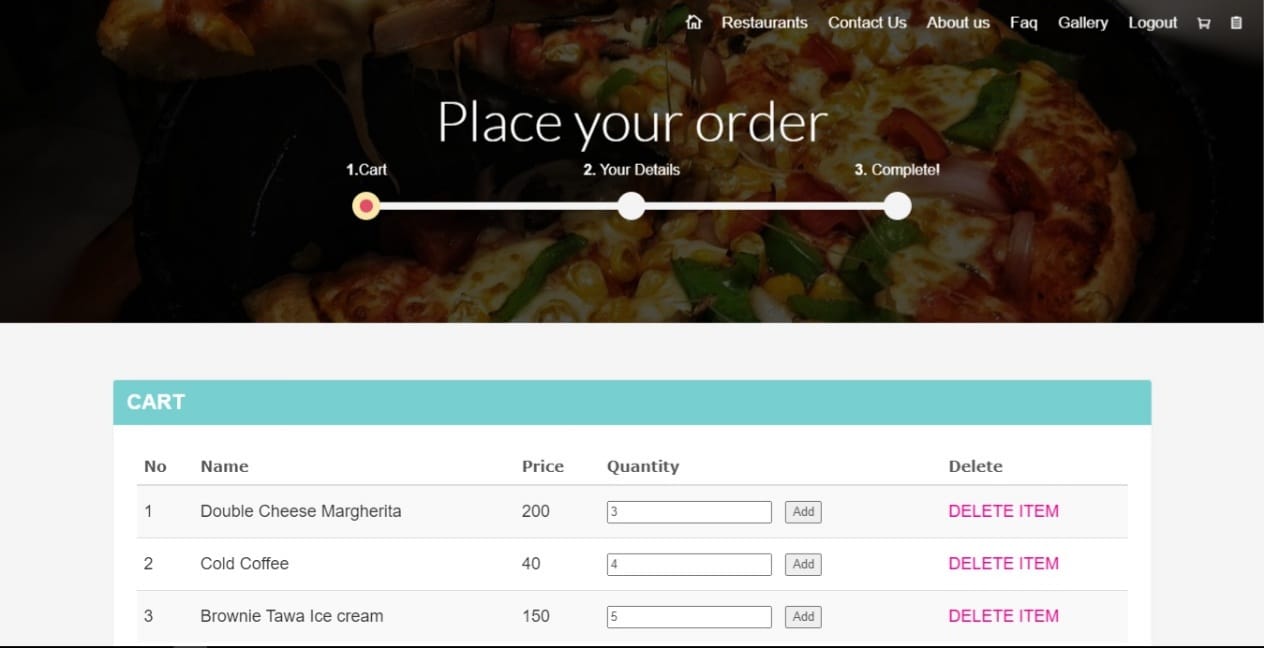 Restaurants Contact Us About us Faq Gallery Logout
Place your order
1.Cart 2. Your Details 3. Complete!
CART
No Name Price Quantity Delete
1 Double Cheese Margherita 200 3 Add DELETE ITEM
2 Cold Coffee 40 4 Add DELETE ITEM
3 Brownie Tawa Ice cream 150 5 Add DELETE ITEM